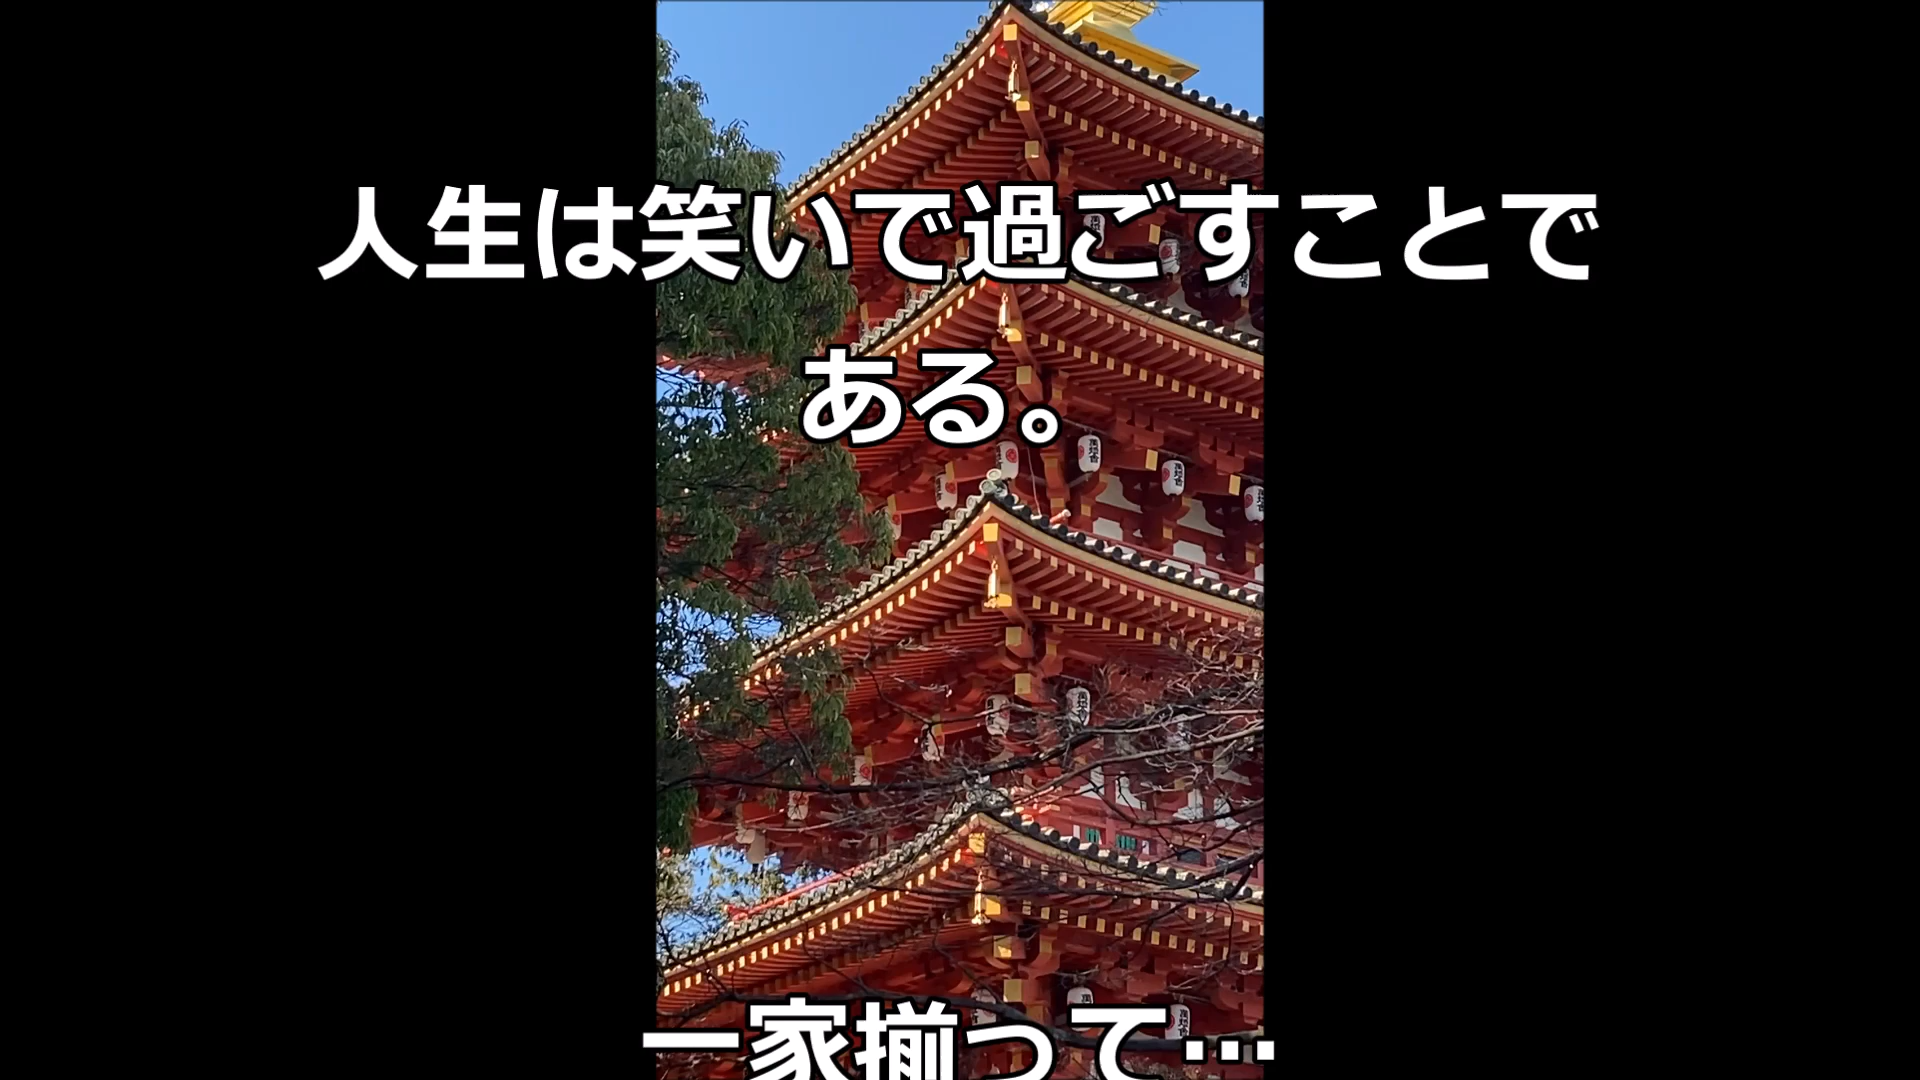 人生は笑いで過ごすことで
ある。
一家揃って…